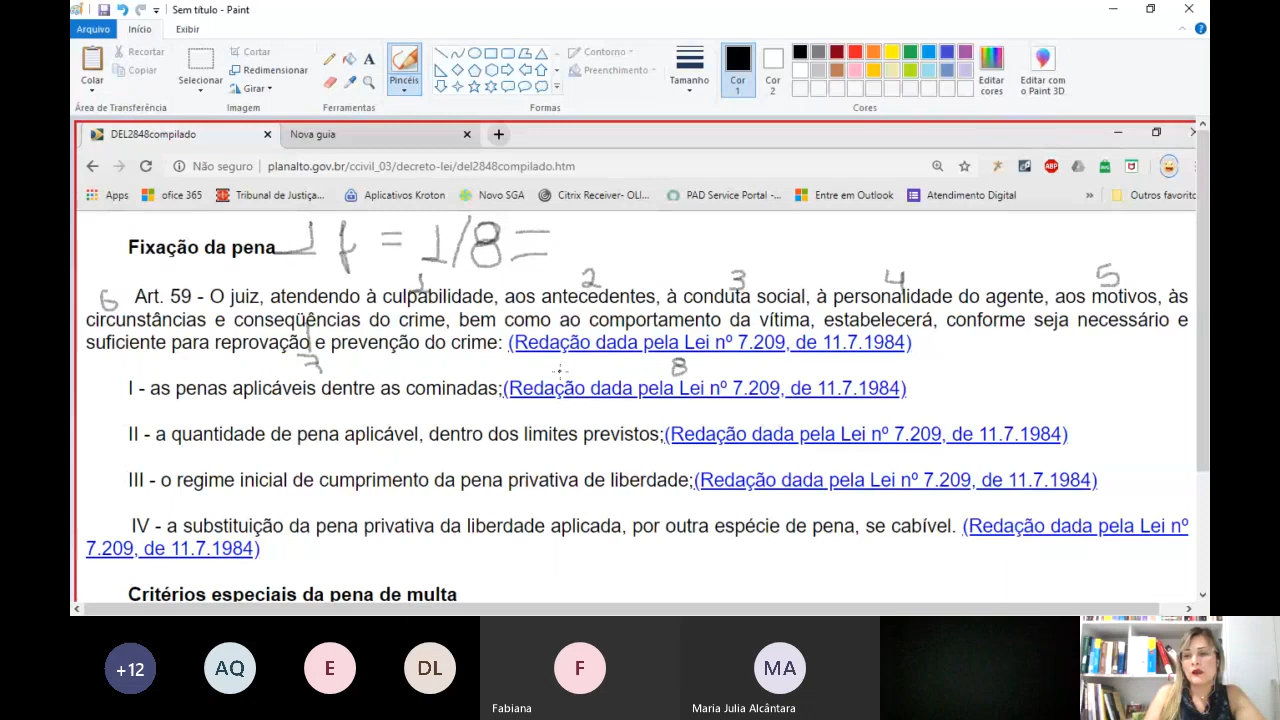 Sem título - Paint
Arquivo Início Exibir
Colar Recortar Copiar Selecionar Cortar Redimensionar Girar A Pincéis Contorno Preenchimento Tamanho Cor 1 Cor 2 Editar cores Editar com o Paint 3D
Área de Transferência Imagem Ferramentas Formas Cores
DEL2848compilado Nova guia
Não seguro | planalto.gov.br/ccivil_03/decreto-lei/del2848compilado.htm ABP
Apps ofice 365 Tribunal de Justiça... Aplicativos Kroton Novo SGA Citrix Receiver- OLI... PAD Service Portal -... Entre em Outlook Atendimento Digital » Outros favorito
Fixação da pena 1 f = 1/8 =
1 2 3 4 5
6 Art. 59 - O juiz, atendendo à culpabilidade, aos antecedentes, à conduta social, à personalidade do agente, aos motivos, às
circunstâncias e conseqüências do crime, bem como ao comportamento da vítima, estabelecerá, conforme seja necessário e
suficiente para reprovação e prevenção do crime: (Redação dada pela Lei nº 7.209, de 11.7.1984)
7 8
I - as penas aplicáveis dentre as cominadas;(Redação dada pela Lei nº 7.209, de 11.7.1984)
II - a quantidade de pena aplicável, dentro dos limites previstos;(Redação dada pela Lei nº 7.209, de 11.7.1984)
III - o regime inicial de cumprimento da pena privativa de liberdade;(Redação dada pela Lei nº 7.209, de 11.7.1984)
IV - a substituição da pena privativa da liberdade aplicada, por outra espécie de pena, se cabível. (Redação dada pela Lei nº
7.209, de 11.7.1984)
Critérios especiais da pena de multa
+12 AQ E DL F MA
Fabiana Maria Julia Alcântara